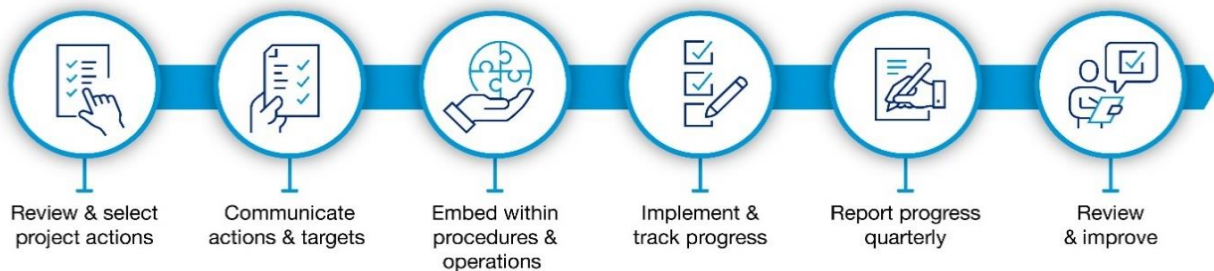 Review & select
project actions
Communicate
actions & targets
Embed within
procedures &
operations
Implement &
track progress
Report progress
quarterly
Review
& improve